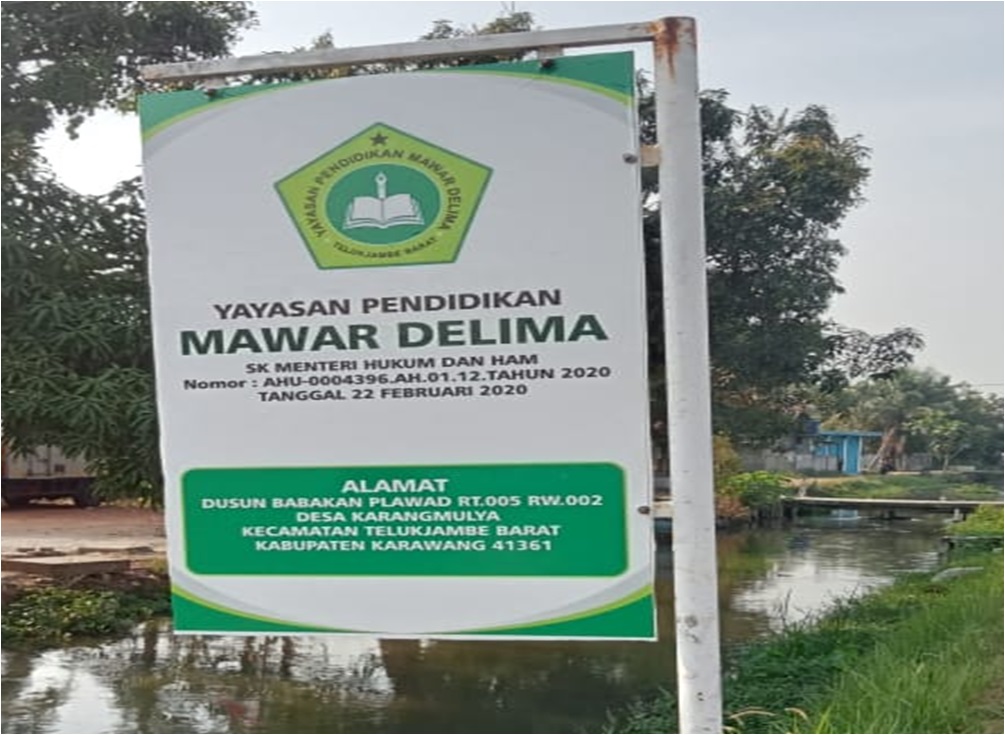 YAYASAN PENDIDIKAN MAWAR DELIMA
TELUKJAMBE BARAT
YAYASAN PENDIDIKAN
MAWAR DELIMA
SK MENTERI HUKUM DAN HAM
Nomor : AHU-0004396.AH.01.12.TAHUN 2020
TANGGAL 22 FEBRUARI 2020
ALAMAT
DUSUN BABAKAN PLAWAD RT.005 RW.002
DESA KARANGMULYA
KECAMATAN TELUKJAMBE BARAT
KABUPATEN KARAWANG 41361